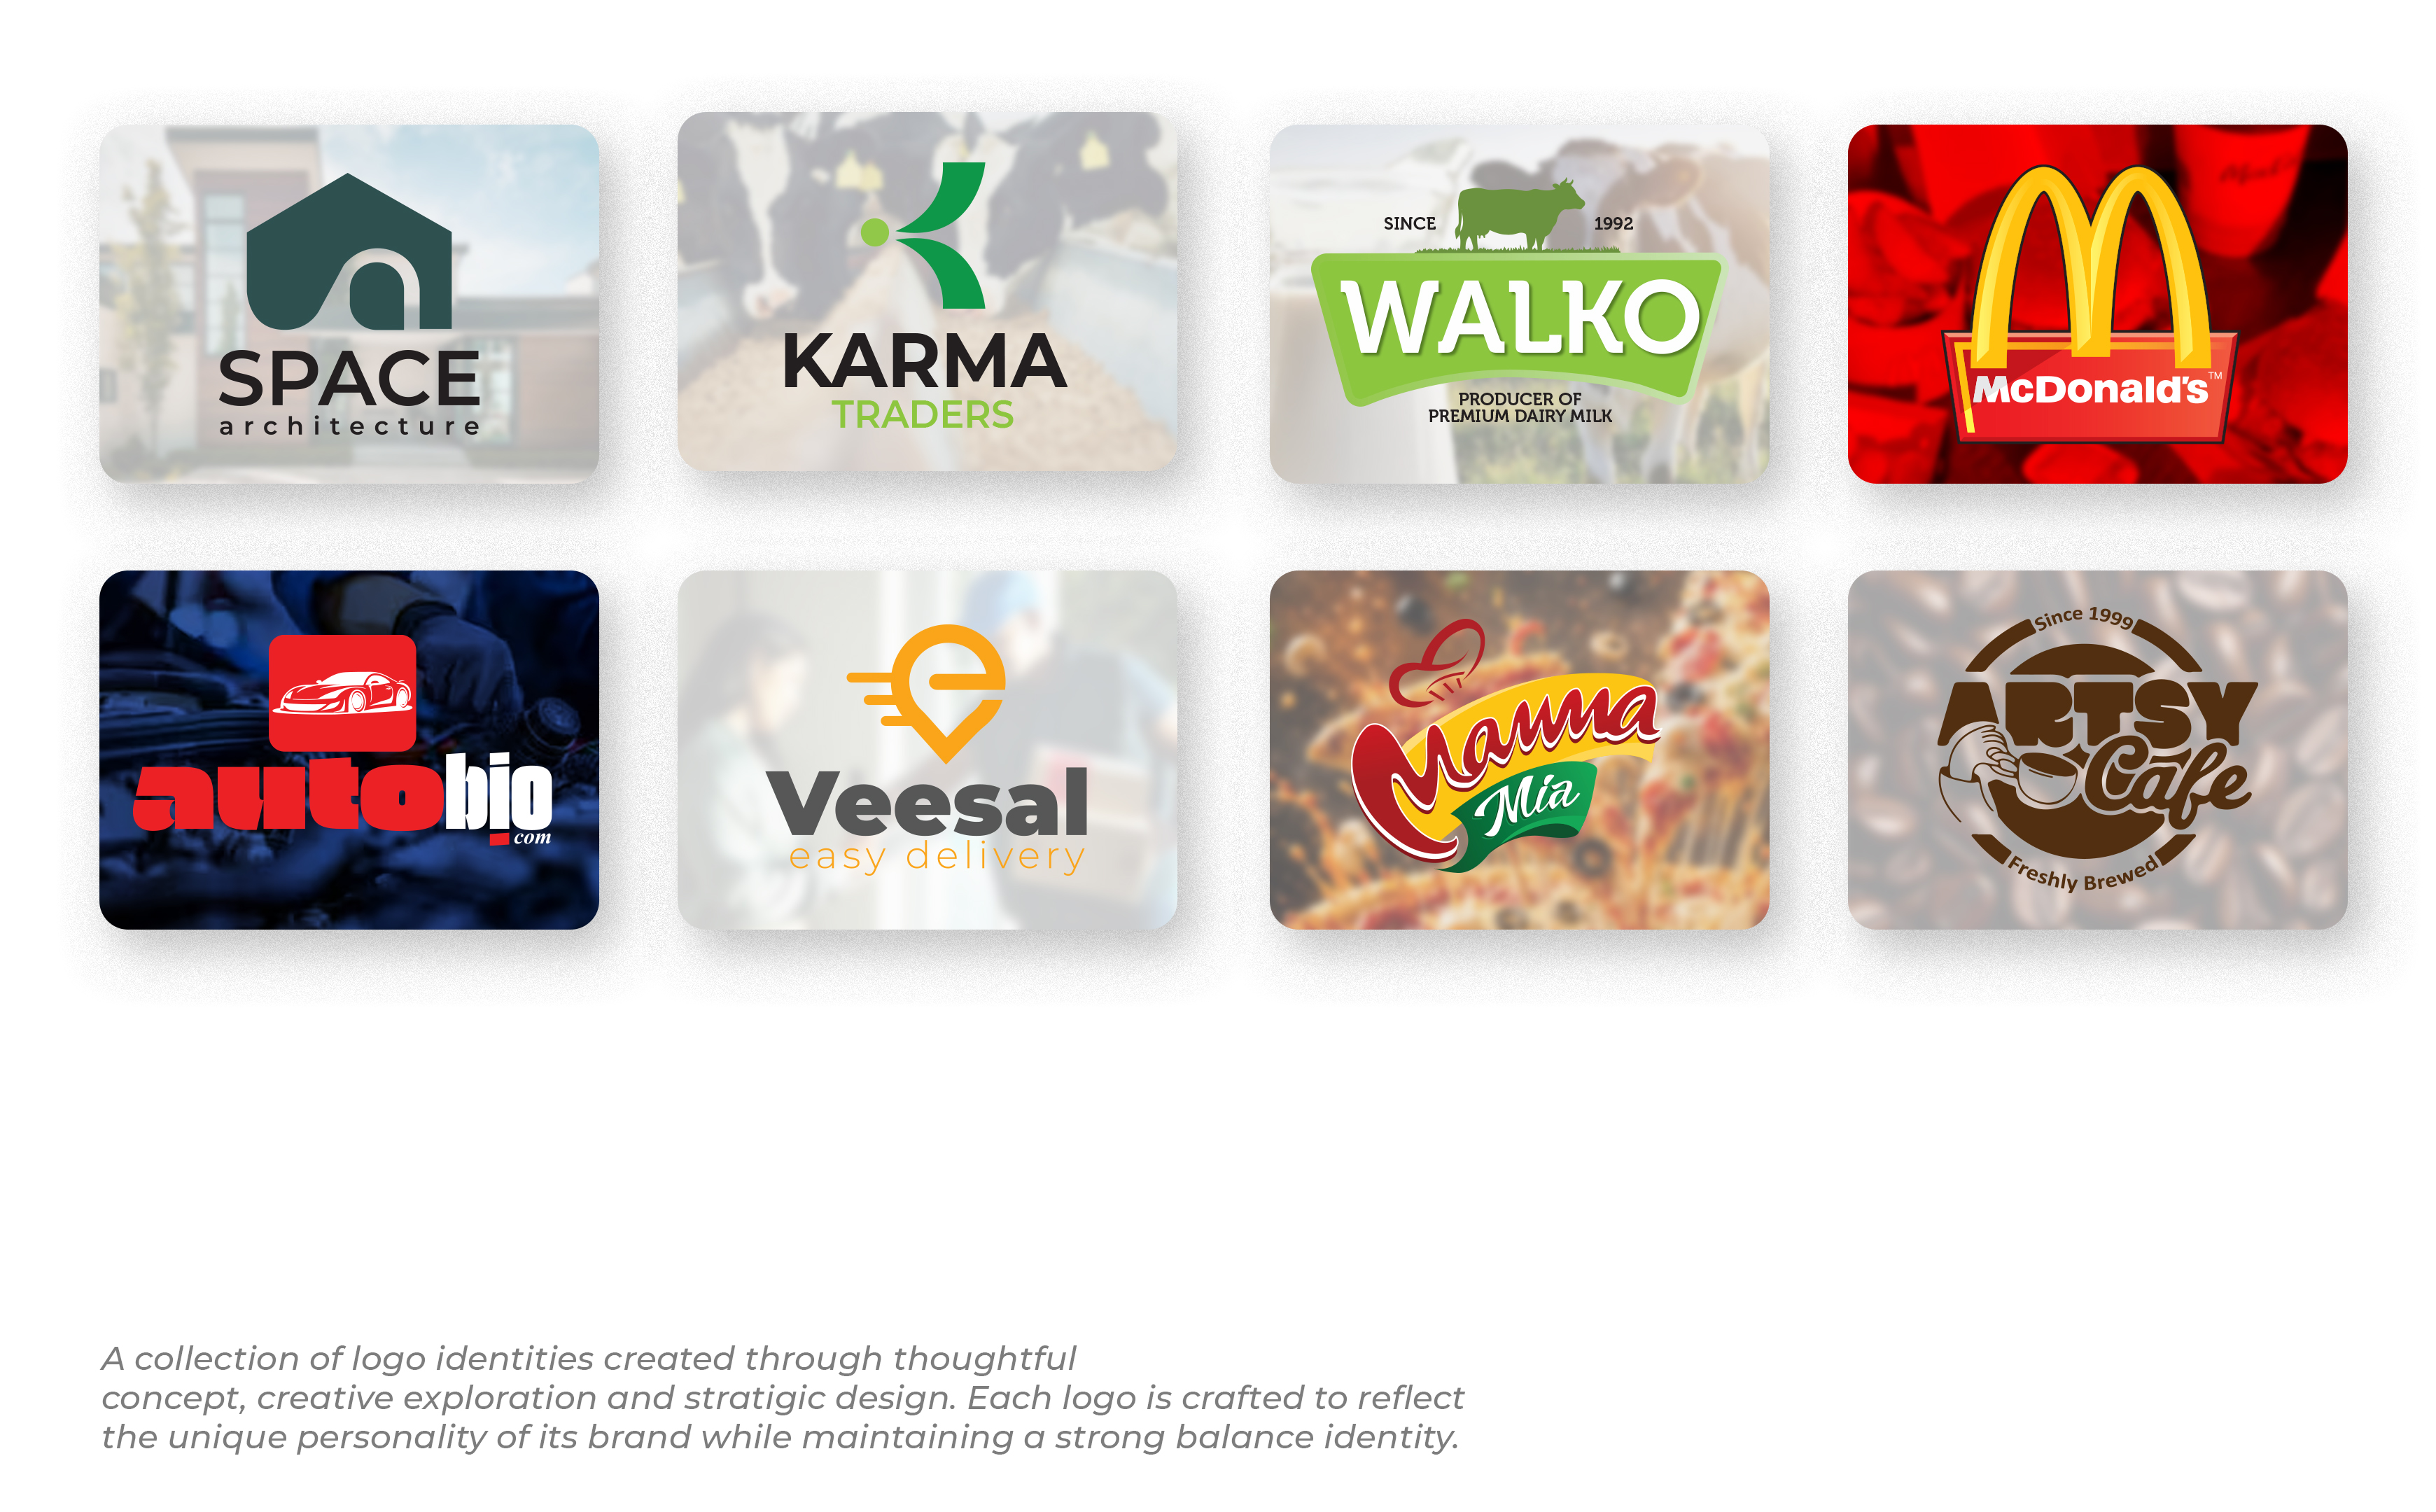 SPACE
architecture
KARMA
TRADERS
SINCE 1992
WALKO
PRODUCER OF
PREMIUM DAIRY MILK
McDonald's™
autobio
com
Veesal
easy delivery
Mamma
Mia
Since 1999
ARTSY
Cafe
Freshly Brewed
A collection of logo identities created through thoughtful
concept, creative exploration and stratigic design. Each logo is crafted to reflect
the unique personality of its brand while maintaining a strong balance identity.